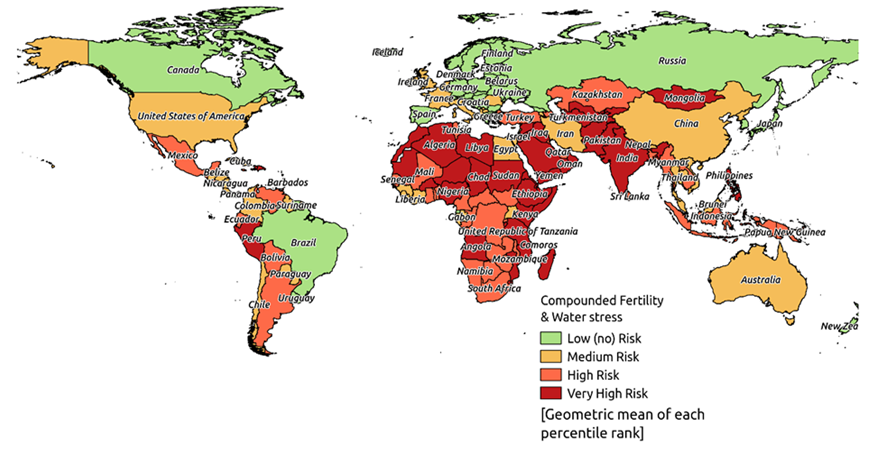 Iceland
Finland
Russia
Canada
Estonia
Denmark
Belarus
Ireland
Germany
Ukraine
Kazakhstan
Mongolia
France
Croatia
United States of America
Spain
Greece
Turkey
Turkmenistan
China
Japan
Tunisia
Israel
Iraq
Iran
Algeria
Libya
Egypt
Pakistan
Nepal
Mexico
Cuba
Qatar
India
Belize
Oman
Myanmar
Mali
Chad
Sudan
Yemen
Thailand
Philippines
Senegal
Nicaragua
Barbados
Nigeria
Ethiopia
Panama
Liberia
Sri Lanka
Colombia
Suriname
Brunei
Ecuador
Gabon
Kenya
Indonesia
Peru
Brazil
United Republic of Tanzania
Papua New Guinea
Angola
Comoros
Bolivia
Mozambique
Paraguay
Namibia
Australia
South Africa
Chile
Uruguay
New Zea
Compounded Fertility
& Water stress
Low (no) Risk
Medium Risk
High Risk
Very High Risk
[Geometric mean of each
percentile rank]